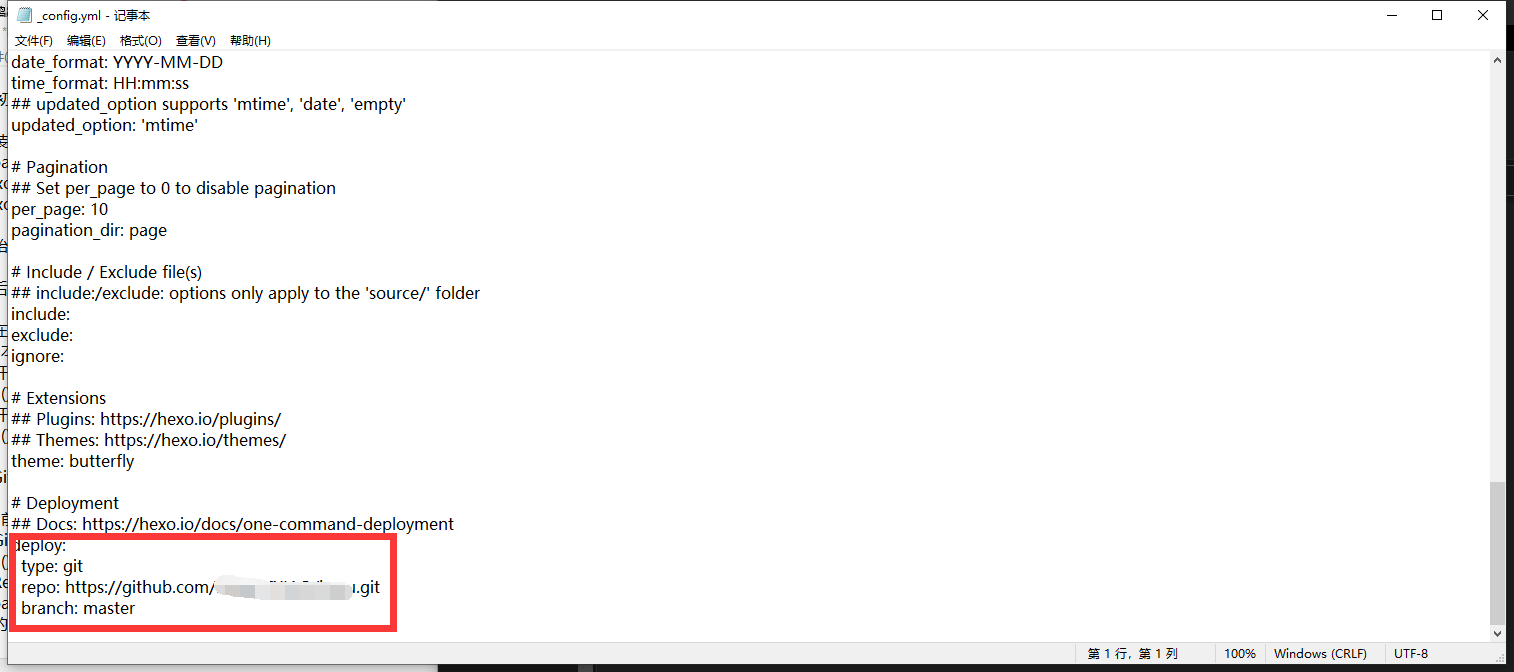 _config.yml - 记事本
文件(F) 编辑(E) 格式(O) 查看(V) 帮助(H)
date_format: YYYY-MM-DD
time_format: HH:mm:ss
## updated_option supports 'mtime', 'date', 'empty'
updated_option: 'mtime'
# Pagination
## Set per_page to 0 to disable pagination
per_page: 10
pagination_dir: page
# Include / Exclude file(s)
## include:/exclude: options only apply to the 'source/' folder
include:
exclude:
ignore:
# Extensions
## Plugins: https://hexo.io/plugins/
## Themes: https://hexo.io/themes/
theme: butterfly
# Deployment
## Docs: https://hexo.io/docs/one-command-deployment
deploy:
type: git
repo: https://github.com/ .git
branch: master
第 1 行，第 1 列 100% Windows (CRLF) UTF-8